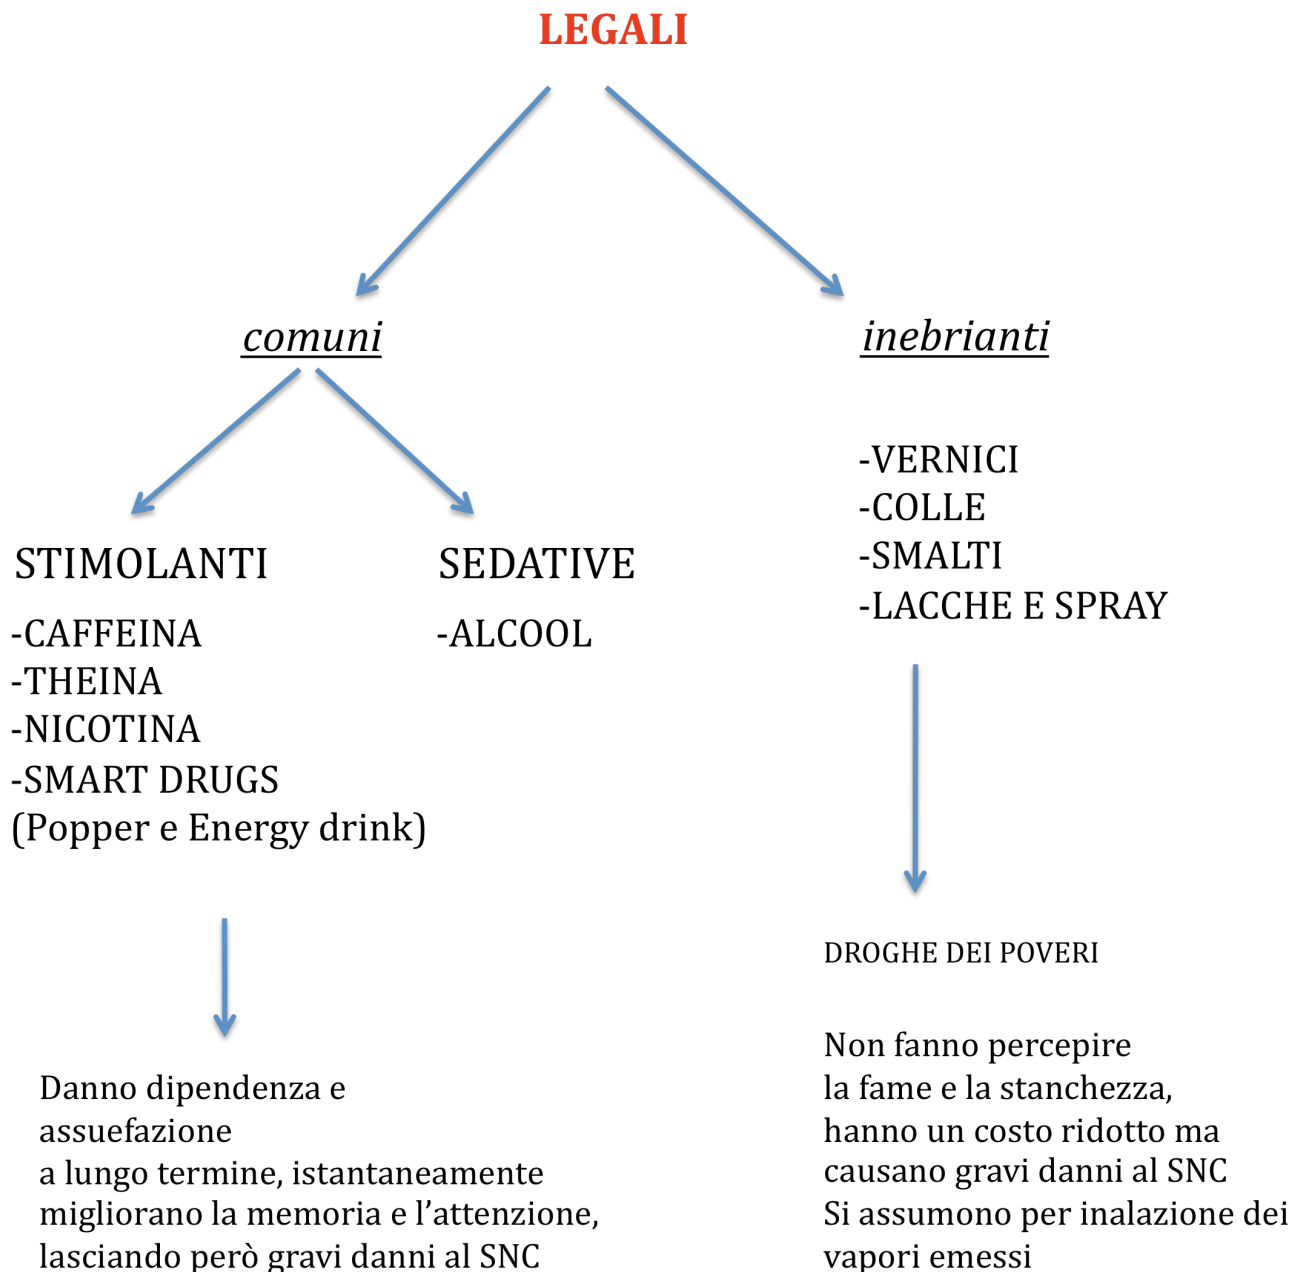 LEGALI
comuni
inebrianti
STIMOLANTI
-CAFFEINA
-THEINA
-NICOTINA
-SMART DRUGS
(Popper e Energy drink)
SEDATIVE
-ALCOOL
-VERNICI
-COLLE
-SMALTI
-LACCHE E SPRAY
Danno dipendenza e
assuefazione
a lungo termine, istantaneamente
migliorano la memoria e l’attenzione,
lasciando però gravi danni al SNC
DROGHE DEI POVERI
Non fanno percepire
la fame e la stanchezza,
hanno un costo ridotto ma
causano gravi danni al SNC
Si assumono per inalazione dei
vapori emessi